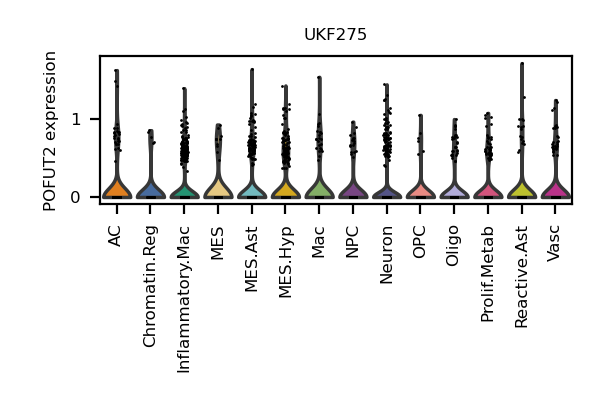 UKF275
POFUT2 expression
1
0
AC
Chromatin.Reg
Inflammatory.Mac
MES
MES.Ast
MES.Hyp
Mac
NPC
Neuron
OPC
Oligo
Prolif.Metab
Reactive.Ast
Vasc